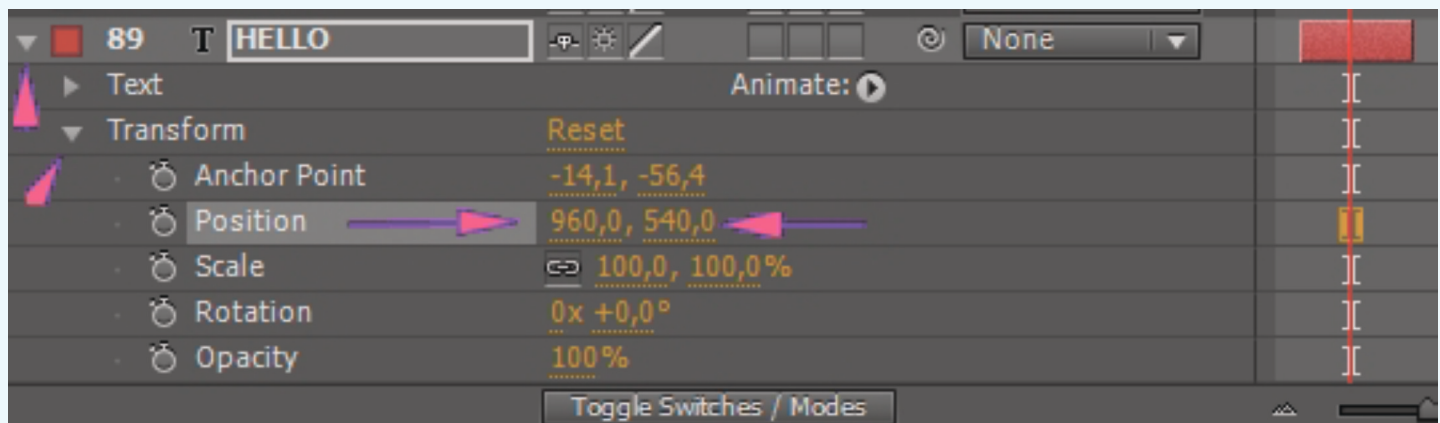 89 T HELLO None
Text Animate:
Transform Reset
Anchor Point -14,1, -56,4
Position 960,0, 540,0
Scale 100,0, 100,0%
Rotation 0x +0,0°
Opacity 100%
Toggle Switches / Modes